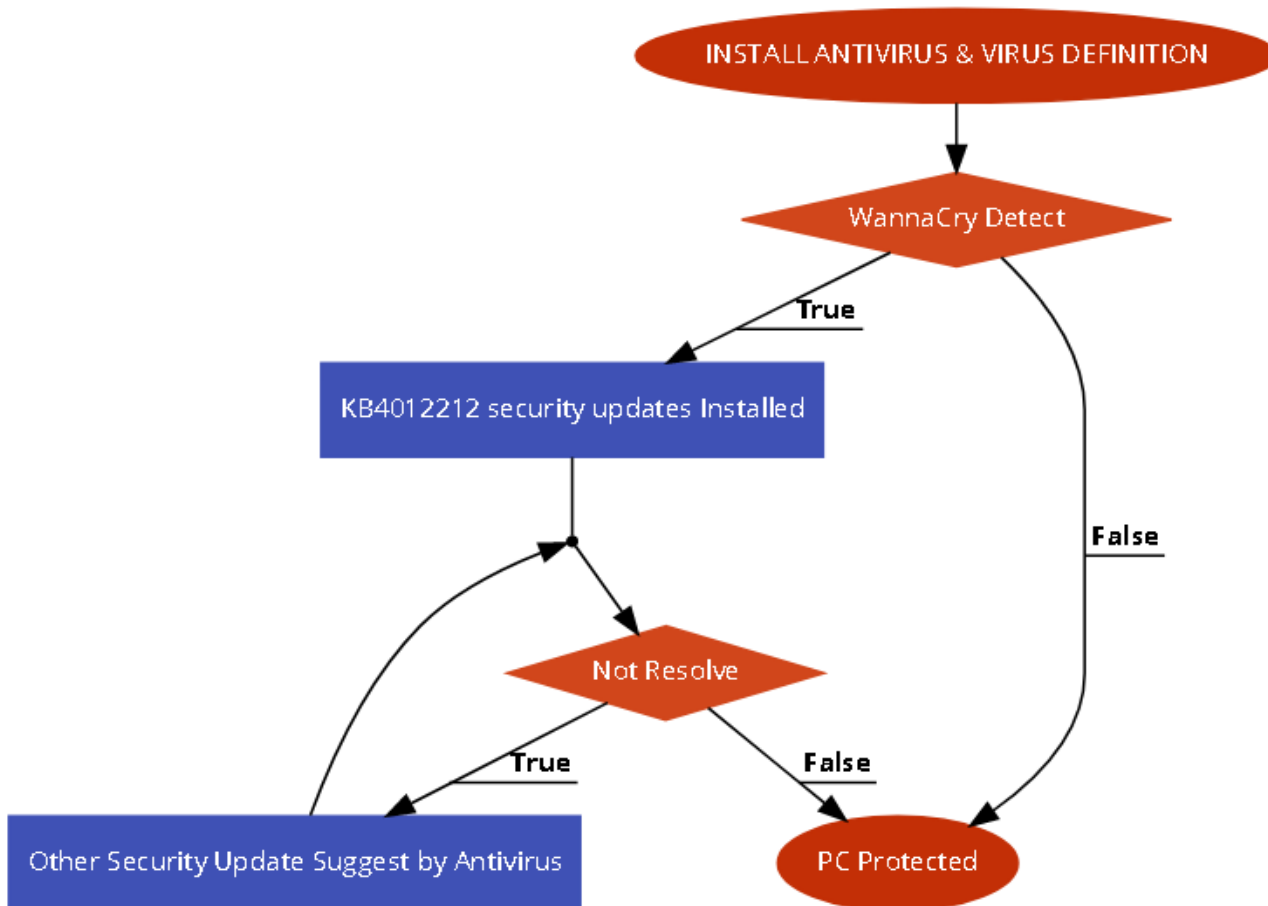 INSTALL ANTIVIRUS & VIRUS DEFINITION
WannaCry Detect
True
KB4012212 security updates Installed
False
Not Resolve
True
False
Other Security Update Suggest by Antivirus
PC Protected